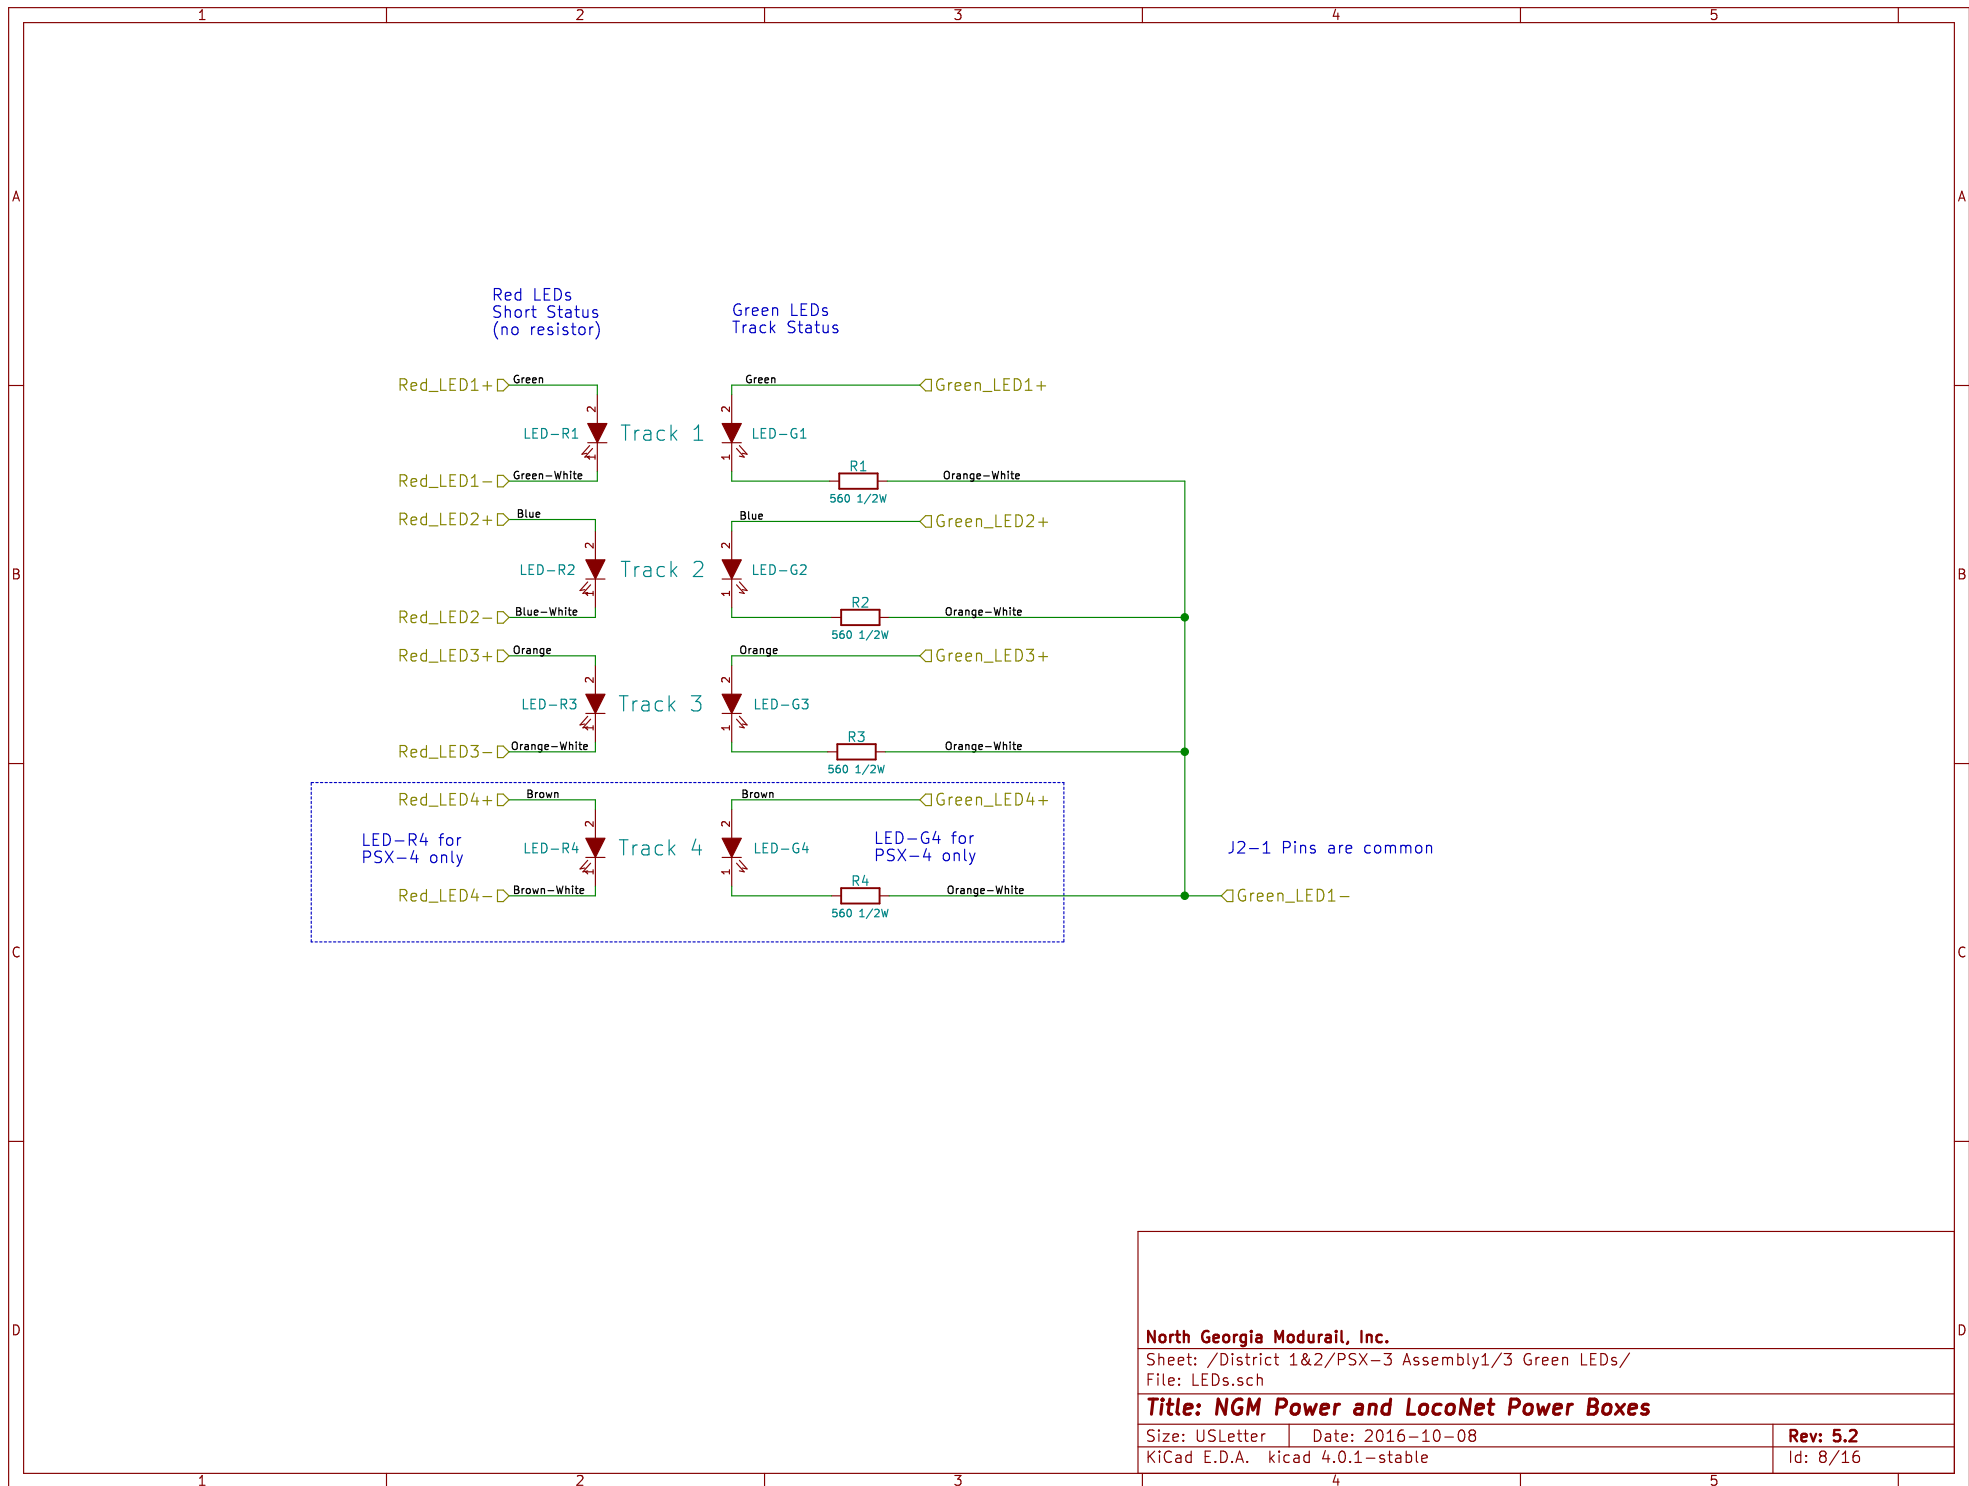 1 2 3 4 5
A A
Red LEDs
Short Status
(no resistor)
Green LEDs
Track Status
Red_LED1+ Green Green Green_LED1+
2 2
LED-R1 Track 1 LED-G1
1 1
Red_LED1- Green-White R1 Orange-White
560 1/2W
Red_LED2+ Blue Blue Green_LED2+
2 2
B LED-R2 Track 2 LED-G2 B
1 1
Red_LED2- Blue-White R2 Orange-White
560 1/2W
Red_LED3+ Orange Orange Green_LED3+
2 2
LED-R3 Track 3 LED-G3
1 1
Red_LED3- Orange-White R3 Orange-White
560 1/2W
Red_LED4+ Brown Brown Green_LED4+
2 2
LED-R4 for
PSX-4 only
LED-R4 Track 4 LED-G4
LED-G4 for
PSX-4 only
J2-1 Pins are common
1 1
Red_LED4- Brown-White R4 Orange-White Green_LED1-
560 1/2W
C C
D D
North Georgia Modurail, Inc.
Sheet: /District 1&2/PSX-3 Assembly1/3 Green LEDs/
File: LEDs.sch
Title: NGM Power and LocoNet Power Boxes
Size: USLetter Date: 2016-10-08 Rev: 5.2
KiCad E.D.A. kicad 4.0.1-stable Id: 8/16
1 2 3 4 5